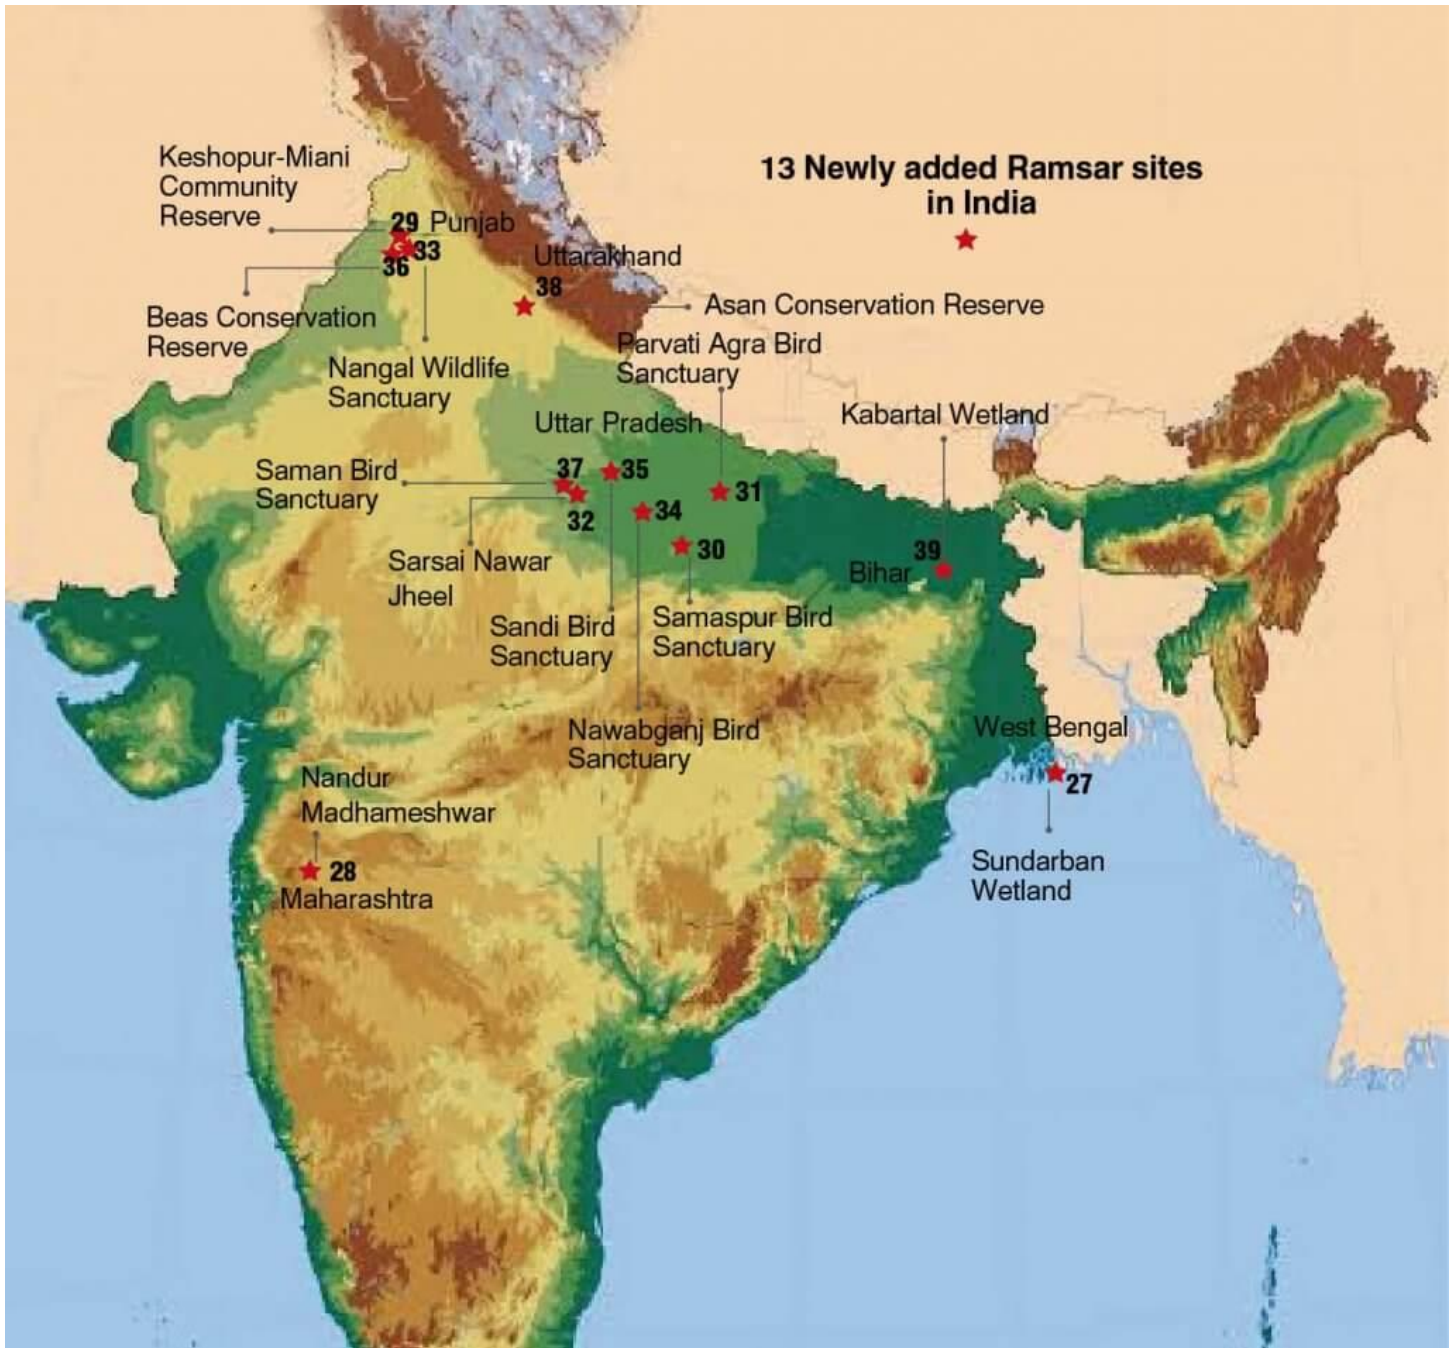 Keshopur-Miani
Community
Reserve
13 Newly added Ramsar sites
in India
29 Punjab
33
36
Uttarakhand
38
Asan Conservation Reserve
Beas Conservation
Reserve
Nangal Wildlife
Sanctuary
Parvati Agra Bird
Sanctuary
Kabartal Wetland
Uttar Pradesh
Saman Bird
Sanctuary
37
35
31
32
34
30
39
Bihar
Sarsai Nawar
Jheel
Sandi Bird
Sanctuary
Samaspur Bird
Sanctuary
Nawabganj Bird
Sanctuary
West Bengal
27
Nandur
Madhameshwar
28
Maharashtra
Sundarban
Wetland